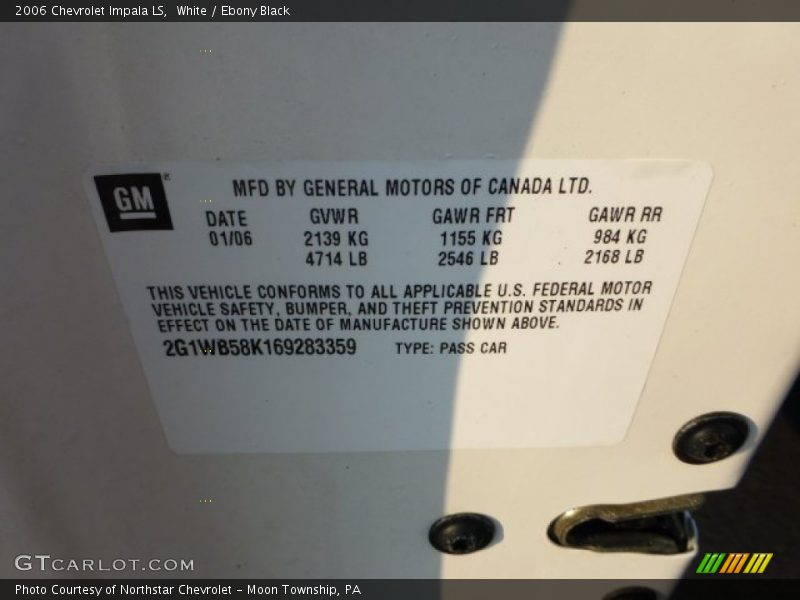 2006 Chevrolet Impala LS,  White / Ebony Black
GM
MFD BY GENERAL MOTORS OF CANADA LTD.
DATE GVWR GAWR FRT GAWR RR
01/06 2139 KG 1155 KG 984 KG
4714 LB 2546 LB 2168 LB
THIS VEHICLE CONFORMS TO ALL APPLICABLE U.S. FEDERAL MOTOR
VEHICLE SAFETY, BUMPER, AND THEFT PREVENTION STANDARDS IN
EFFECT ON THE DATE OF MANUFACTURE SHOWN ABOVE.
2G1WB58K169283359 TYPE: PASS CAR
GTCARLOT.COM
Photo Courtesy of Northstar Chevrolet - Moon Township, PA